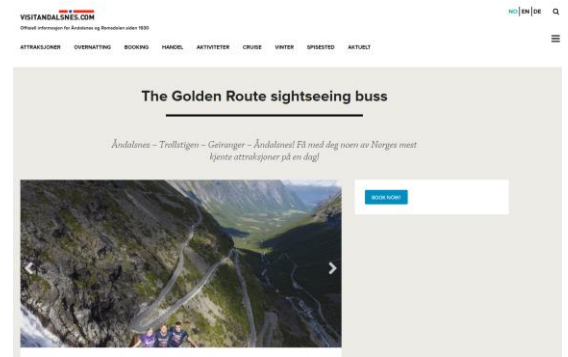 VISITANDALSNES.COM
Offisiell informasjon for Åndalsnes og Romsdalen siden 1930
NO|EN|DE
ATTRAKSJONER OVERNATTING BOOKING HANDEL AKTIVITETER CRUISE VINTER SPISESTED AKTUELT
The Golden Route sightseeing buss
Åndalsnes – Trollstigen – Geiranger – Åndalsnes! Få med deg noen av Norges mest
kjente attraksjoner på en dag!
BOOK NOW!